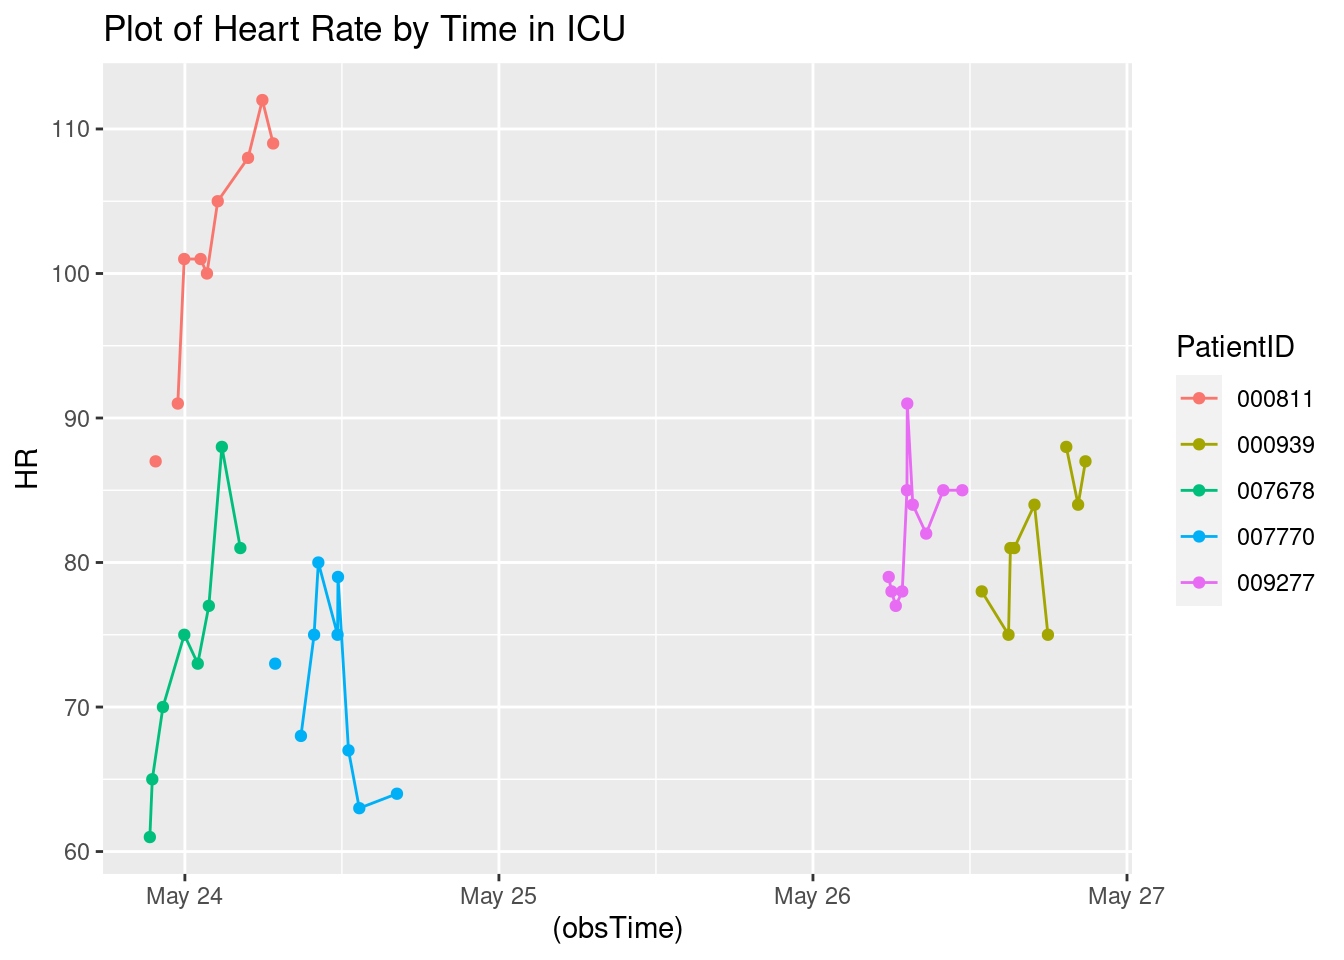 Plot of Heart Rate by Time in ICU
HR
110
100
90
80
70
60
May 24
May 25
May 26
May 27
(obsTime)
PatientID
000811
000939
007678
007770
009277